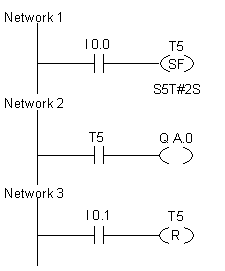 Network 1
I 0.0 T5
SF
S5T#2S
Network 2
T5 Q A.0
Network 3
I 0.1 T5
R